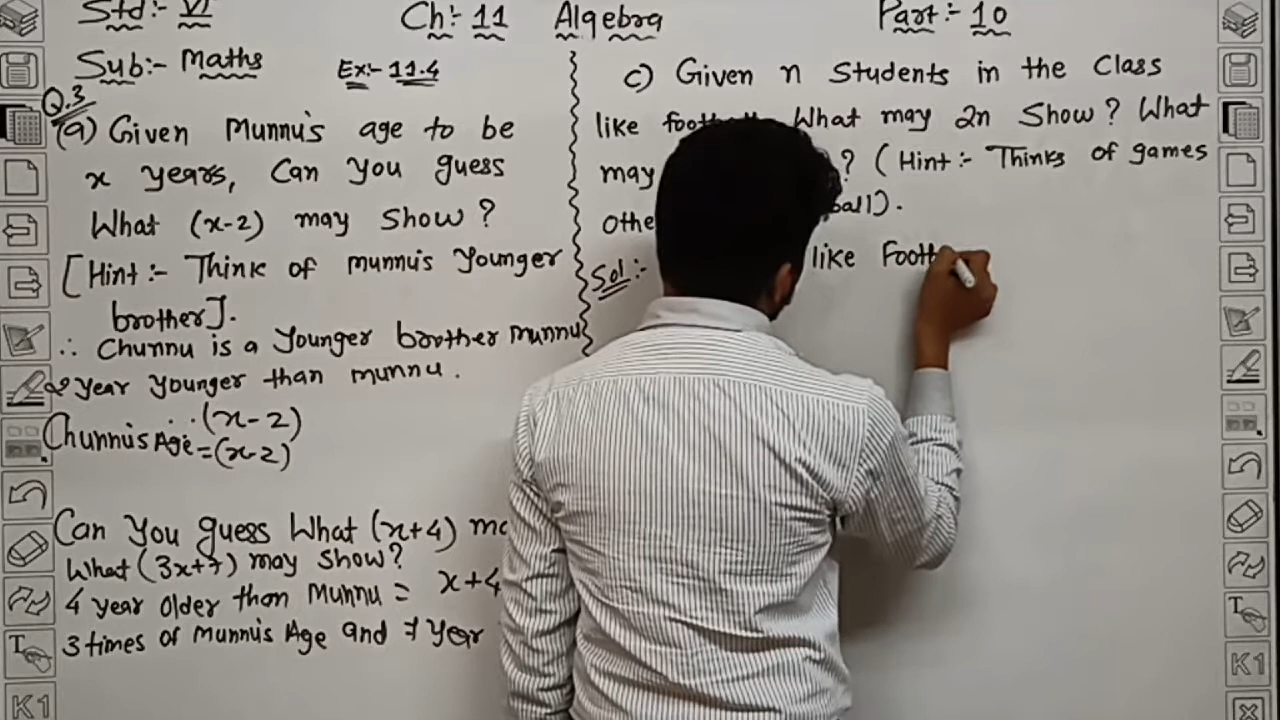 Std:- VI
Ch:- 11 Algebra
Part:- 10
Sub:- Maths
Ex:- 11.4
Q.3
(a) Given Munnu's age to be
x years, Can You guess
What (x-2) may Show?
[Hint:- Think of munnu's Younger
brother].
∴ Chunnu is a Younger brother munnu
2 year younger than munnu.
(x-2)
Chunnu's Age = (x-2)
Can You guess What (x+4)
What (3x+7) may Show?
4 year older than Munnu = x+4
3 times of Munnu's Age and 7 Year
c) Given n Students in the Class
like What may 2n Show? What
may ? (Hint:- Thinks of games
ball).
Sol:- like Foot
K1
K1